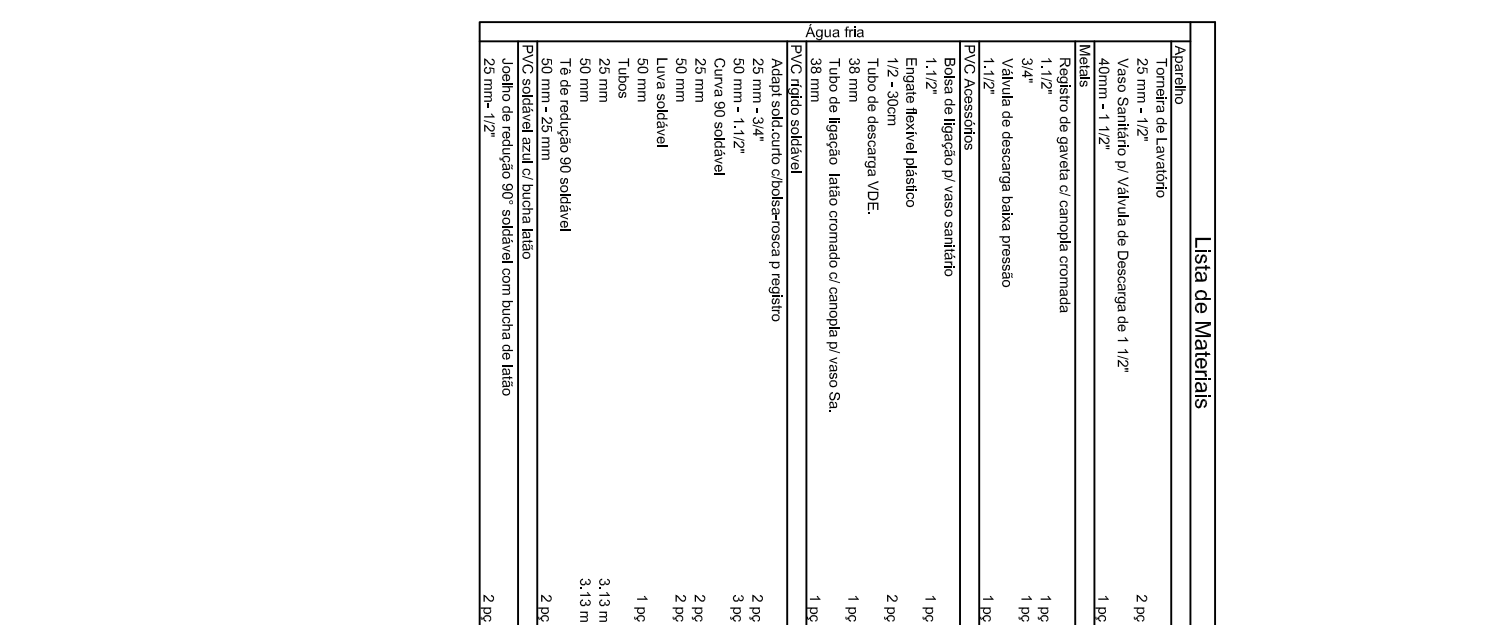 Lista de Materiais
Água fria
Aparelho
Torneira de Lavatório
25 mm - 1/2" 2 pç
Vaso Sanitário p/ Válvula de Descarga de 1 1/2"
40mm - 1 1/2" 1 pç
Metais
Registro de gaveta c/ canopla cromada
1.1/2" 1 pç
3/4" 1 pç
Válvula de descarga baixa pressão
1.1/2" 1 pç
PVC Acessórios
Bolsa de ligação p/ vaso sanitário
1.1/2" 1 pç
Engate flexível plástico
1/2 - 30cm 2 pç
Tubo de descarga VDE.
38 mm 1 pç
Tubo de ligação latão cromado c/ canopla p/ vaso Sa.
38 mm 1 pç
PVC rígido soldável
Adapt sold.curto c/bolsa-rosca p registro
25 mm - 3/4" 2 pç
50 mm - 1.1/2" 3 pç
Curva 90 soldável
25 mm 2 pç
50 mm 2 pç
Luva soldável
50 mm 1 pç
Tubos
25 mm 3.13 m
50 mm 3.13 m
Tê de redução 90 soldável
50 mm - 25 mm 2 pç
PVC soldável azul c/ bucha latão
Joelho de redução 90° soldável com bucha de latão
25 mm- 1/2" 2 pç